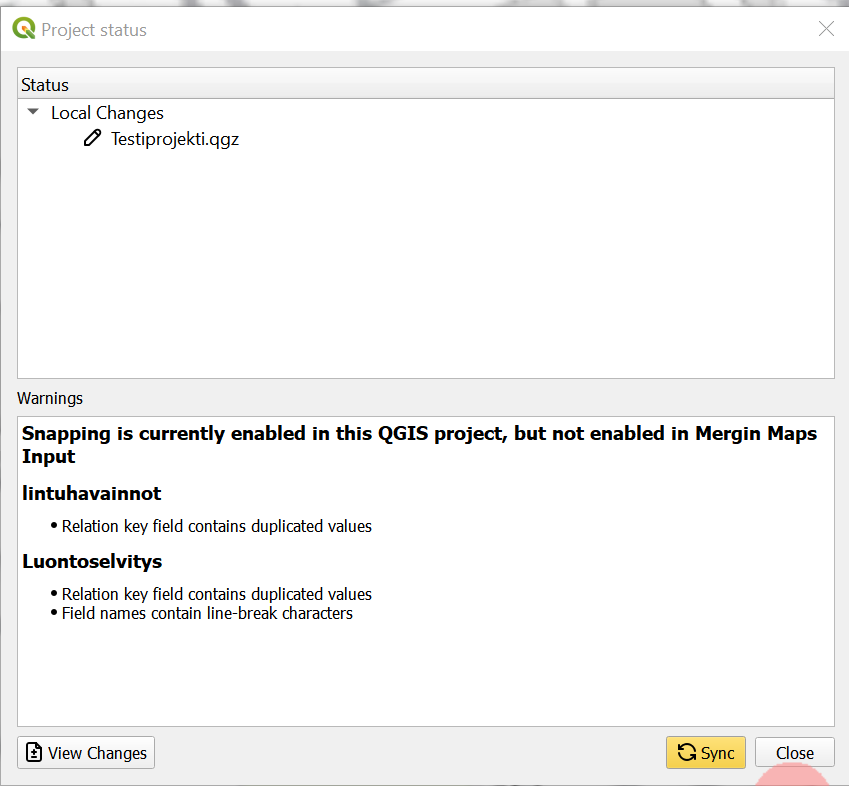 Project status
Status
Local Changes
Testiprojekti.qgz
Warnings
Snapping is currently enabled in this QGIS project, but not enabled in Mergin Maps
Input
lintuhavainnot
• Relation key field contains duplicated values
Luontoselvitys
• Relation key field contains duplicated values
• Field names contain line-break characters
View Changes
Sync
Close